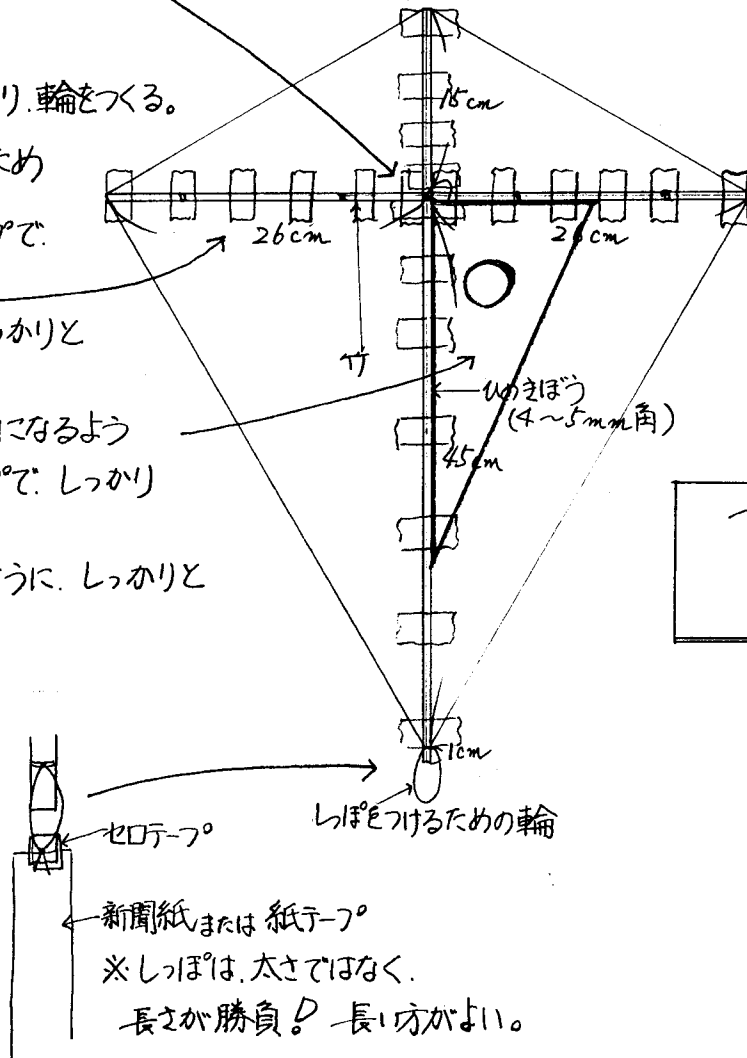 り、輪をつくる。
ため
プで、
っかりと
になるよう
プで、しっかり
ように、しっかりと
15cm
26cm
26cm
竹
ひのきぼう
(4～5mm角)
45cm
1cm
しっぽをつけるための輪
セロテープ
新聞紙または紙テープ
※しっぽは、太さではなく、
長さが勝負！長い方がよい。